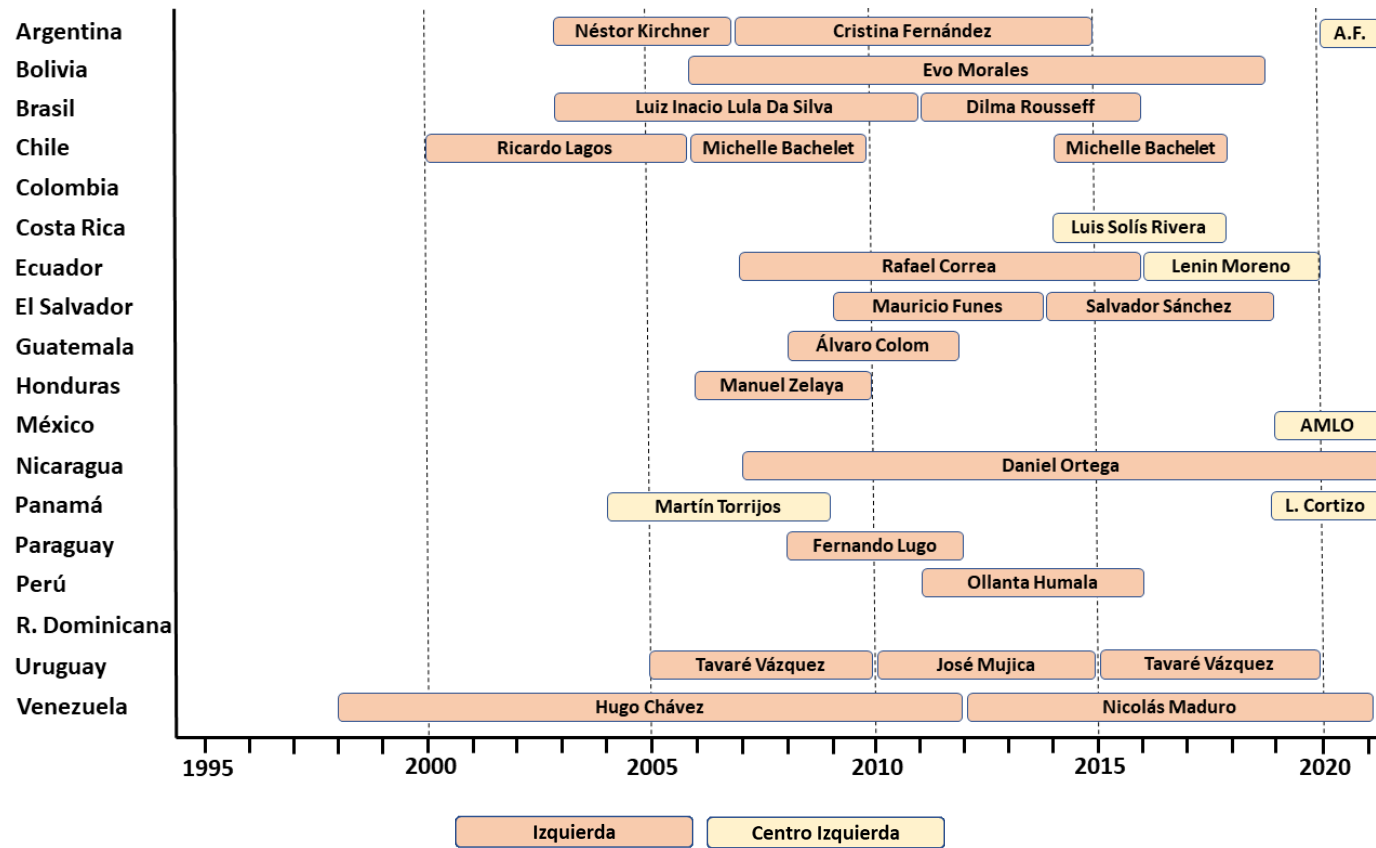 Argentina Néstor Kirchner Cristina Fernández A.F.
Bolivia Evo Morales
Brasil Luiz Inacio Lula Da Silva Dilma Rousseff
Chile Ricardo Lagos Michelle Bachelet Michelle Bachelet
Colombia
Costa Rica Luis Solís Rivera
Ecuador Rafael Correa Lenin Moreno
El Salvador Mauricio Funes Salvador Sánchez
Guatemala Álvaro Colom
Honduras Manuel Zelaya
México AMLO
Nicaragua Daniel Ortega
Panamá Martín Torrijos L. Cortizo
Paraguay Fernando Lugo
Perú Ollanta Humala
R. Dominicana
Uruguay Tavaré Vázquez José Mujica Tavaré Vázquez
Venezuela Hugo Chávez Nicolás Maduro
1995 2000 2005 2010 2015 2020
Izquierda Centro Izquierda